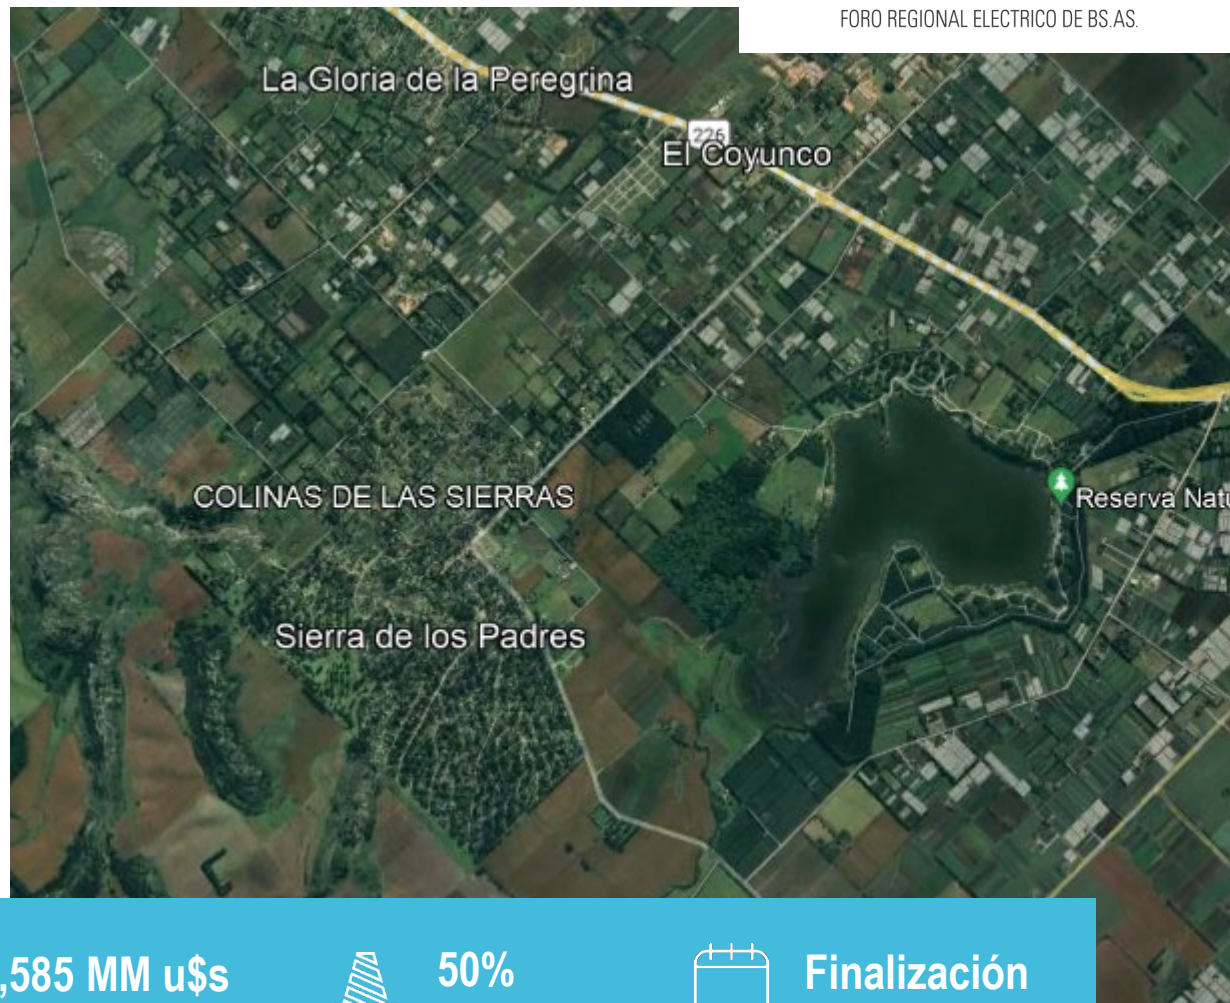 FORO REGIONAL ELECTRICO DE BS.AS.
La Gloria de la Peregrina
226
El Coyunco
COLINAS DE LAS SIERRAS
Reserva Natu
Sierra de los Padres
,585 MM u$s
50%
Finalización